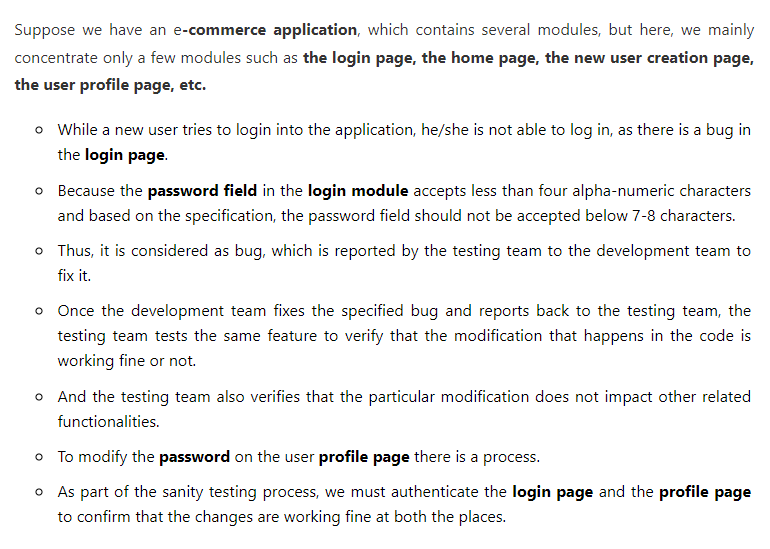 Suppose we have an e-commerce application, which contains several modules, but here, we mainly
concentrate only a few modules such as the login page, the home page, the new user creation page,
the user profile page, etc.
While a new user tries to login into the application, he/she is not able to log in, as there is a bug in
the login page.
Because the password field in the login module accepts less than four alpha-numeric characters
and based on the specification, the password field should not be accepted below 7-8 characters.
Thus, it is considered as bug, which is reported by the testing team to the development team to
fix it.
Once the development team fixes the specified bug and reports back to the testing team, the
testing team tests the same feature to verify that the modification that happens in the code is
working fine or not.
And the testing team also verifies that the particular modification does not impact other related
functionalities.
To modify the password on the user profile page there is a process.
As part of the sanity testing process, we must authenticate the login page and the profile page
to confirm that the changes are working fine at both the places.